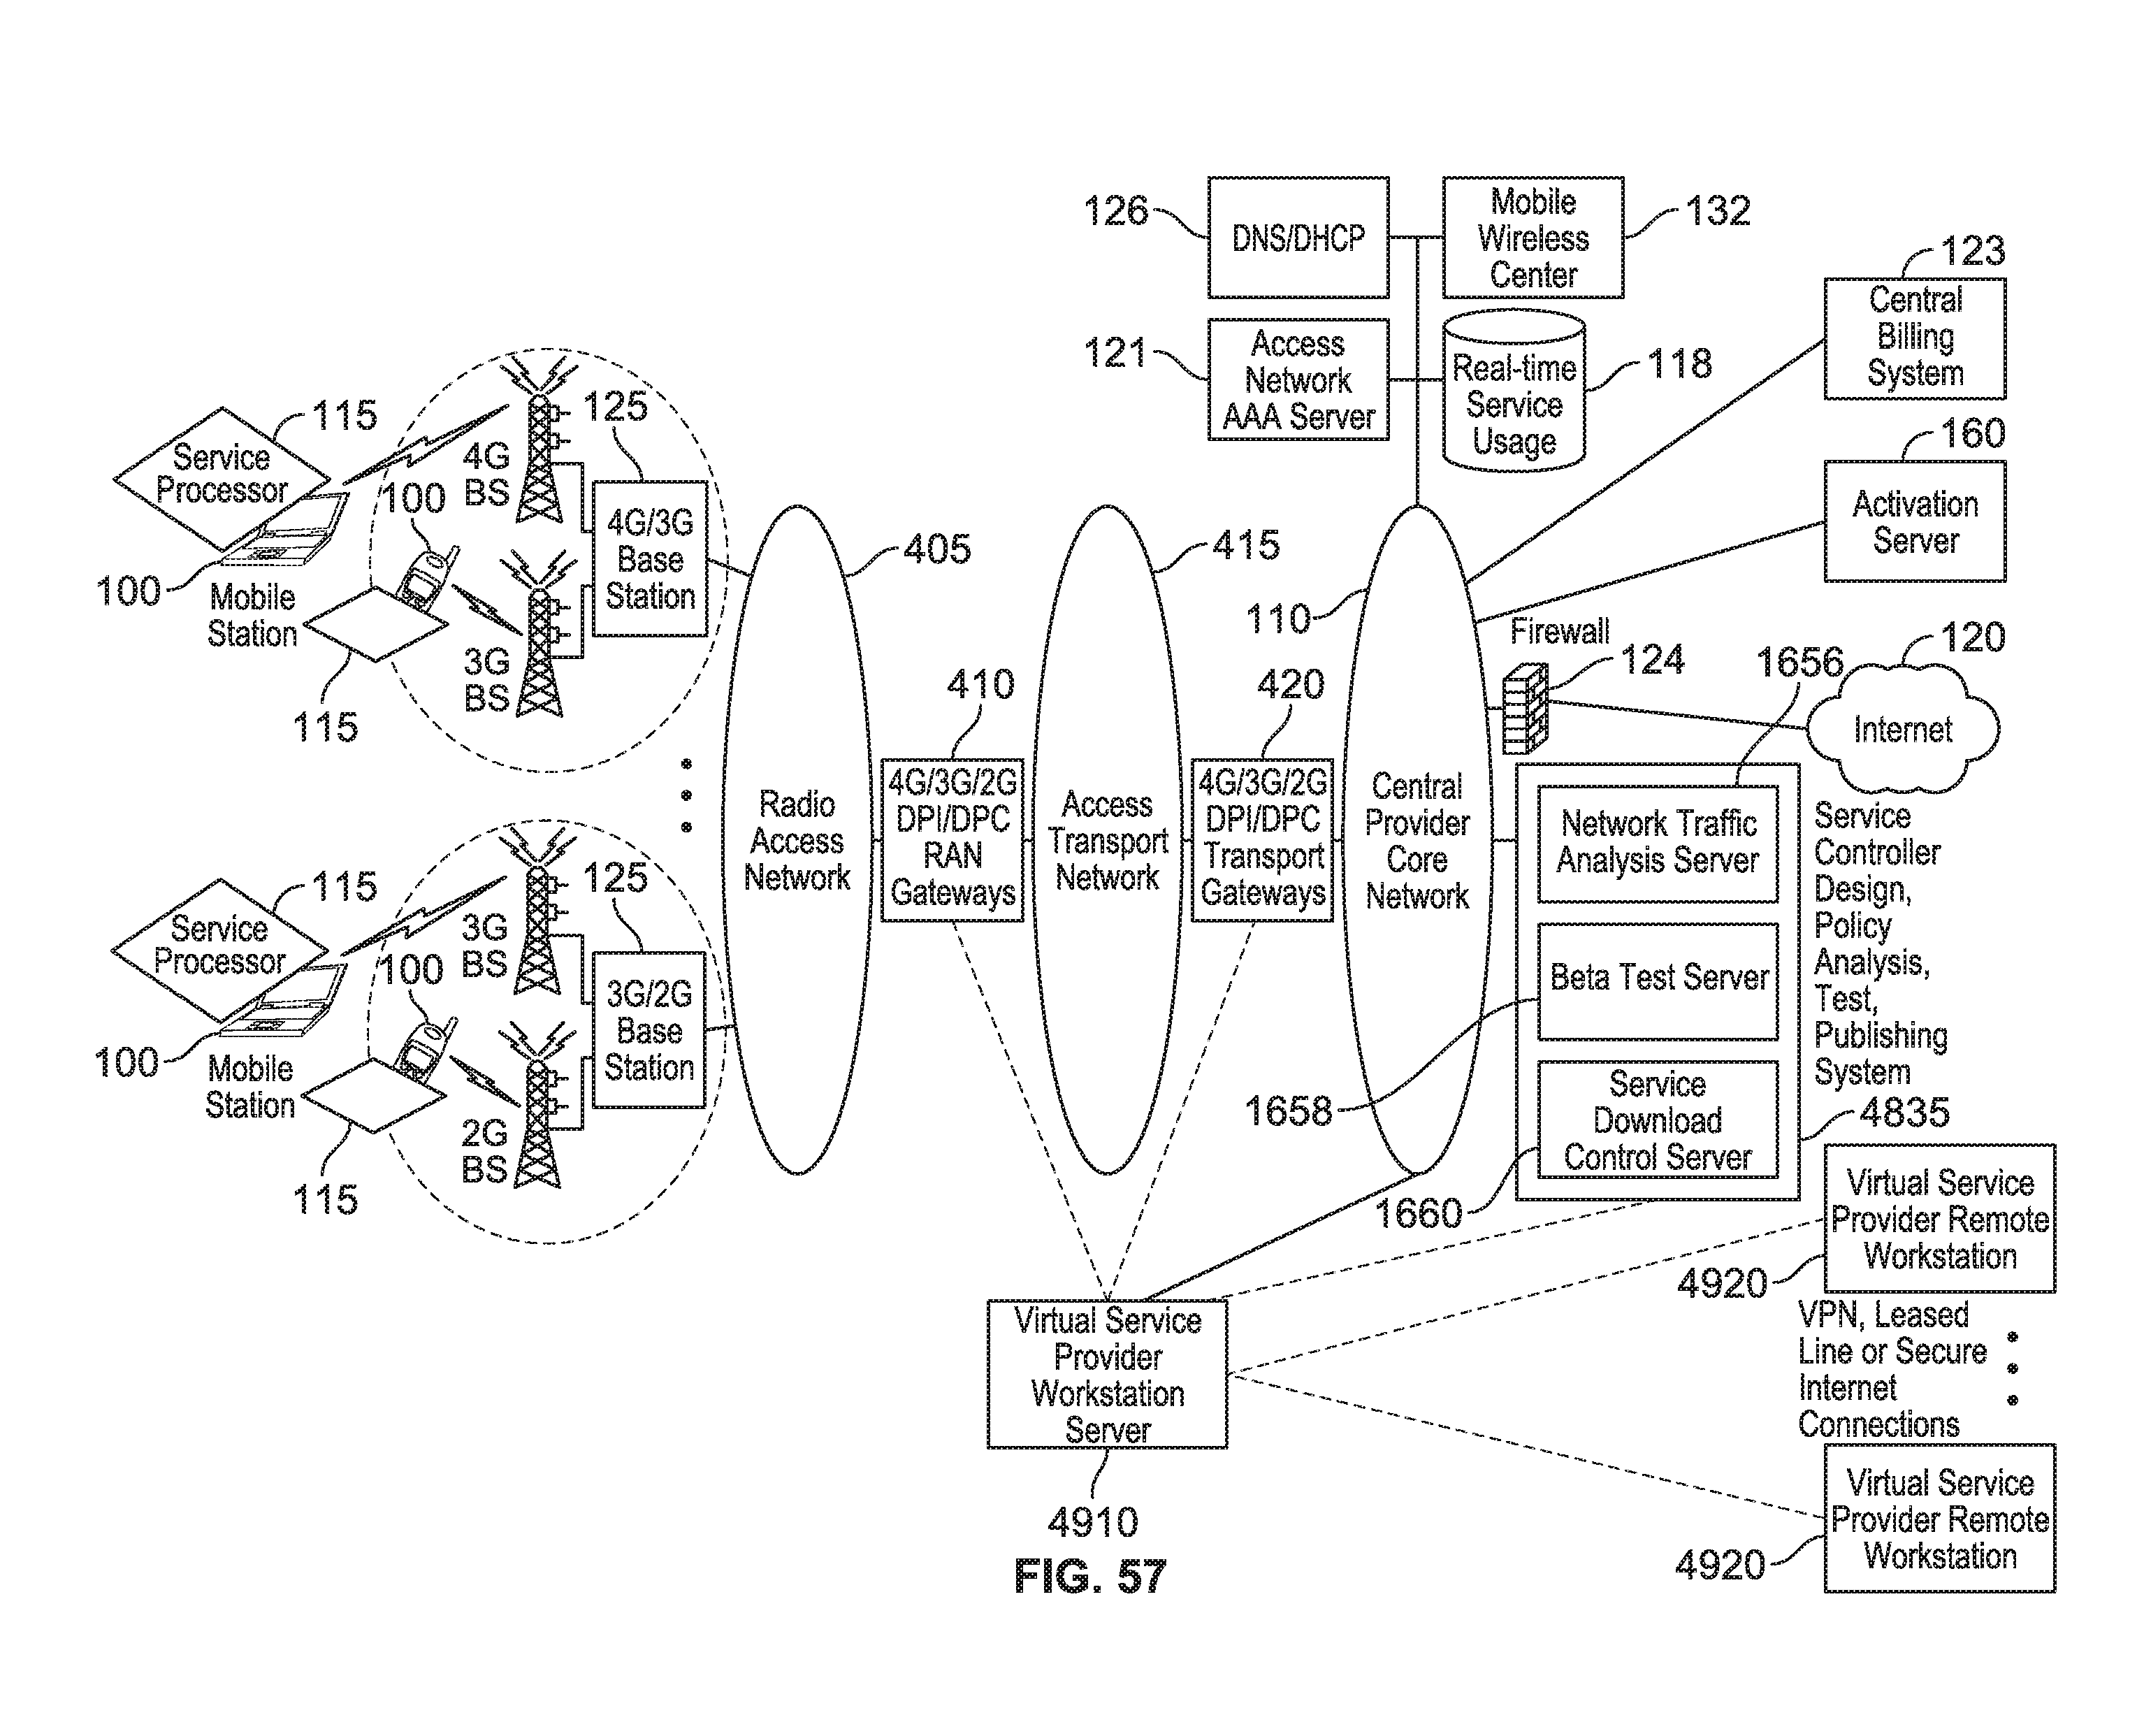 126
DNS/DHCP
Mobile
Wireless
Center
132
123
Central
Billing
System
121
Access
Network
AAA Server
Real-time
Service
Usage
118
160
Activation
Server
115
Service
Processor
100
Mobile
Station
4G
BS
125
100
4G/3G
Base
Station
3G
BS
115
405
415
110
Firewall
124
1656
120
Internet
410
420
Radio
Access
Network
4G/3G/2G
DPI/DPC
RAN
Gateways
Access
Transport
Network
4G/3G/2G
DPI/DPC
Transport
Gateways
Central
Provider
Core
Network
Network Traffic
Analysis Server
Beta Test Server
1658
Service
Download
Control Server
1660
Service
Controller
Design,
Policy
Analysis,
Test,
Publishing
System
4835
115
Service
Processor
100
Mobile
Station
3G
BS
125
100
3G/2G
Base
Station
2G
BS
115
Virtual Service
Provider Remote
Workstation
4920
VPN, Leased
Line or Secure
Internet
Connections
Virtual Service
Provider
Workstation
Server
4910
Virtual Service
Provider Remote
Workstation
4920
FIG. 57